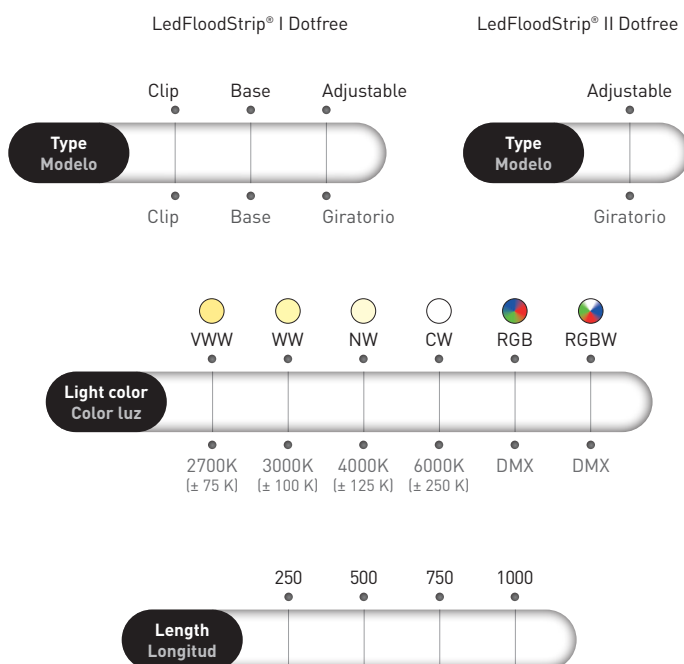 LedFloodStrip® I Dotfree
LedFloodStrip® II Dotfree
Clip Base Adjustable
Type
Modelo
Clip Base Giratorio
Adjustable
Type
Modelo
Giratorio
VWW WW NW CW RGB RGBW
Light color
Color luz
2700K 3000K 4000K 6000K DMX DMX
(± 75 K) (± 100 K) (± 125 K) (± 250 K)
250 500 750 1000
Length
Longitud